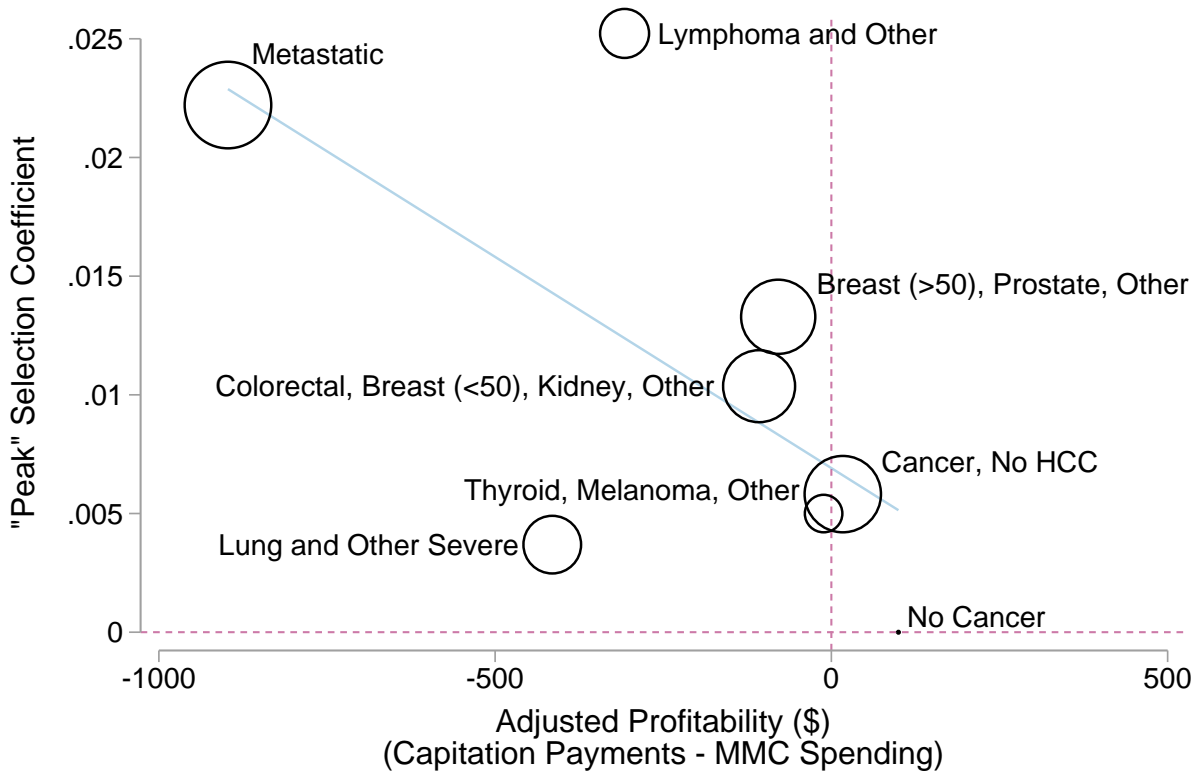 "Peak" Selection Coefficient
.025
.02
.015
.01
.005
0
Lymphoma and Other
Metastatic
Breast (>50), Prostate, Other
Colorectal, Breast (<50), Kidney, Other
Cancer, No HCC
Thyroid, Melanoma, Other
Lung and Other Severe
No Cancer
-1000 -500 0 500
Adjusted Profitability ($)
(Capitation Payments - MMC Spending)